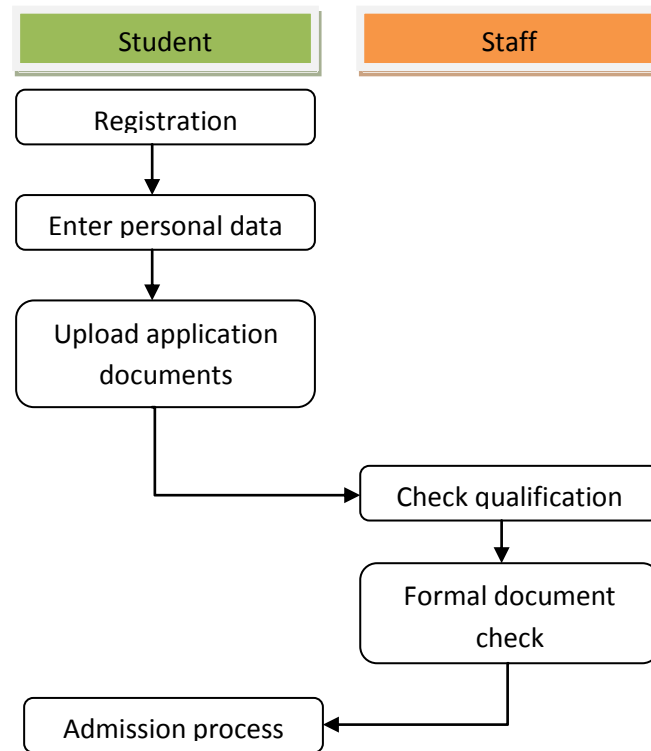 Student
Staff
Registration
Enter personal data
Upload application
documents
Check qualification
Formal document
check
Admission process